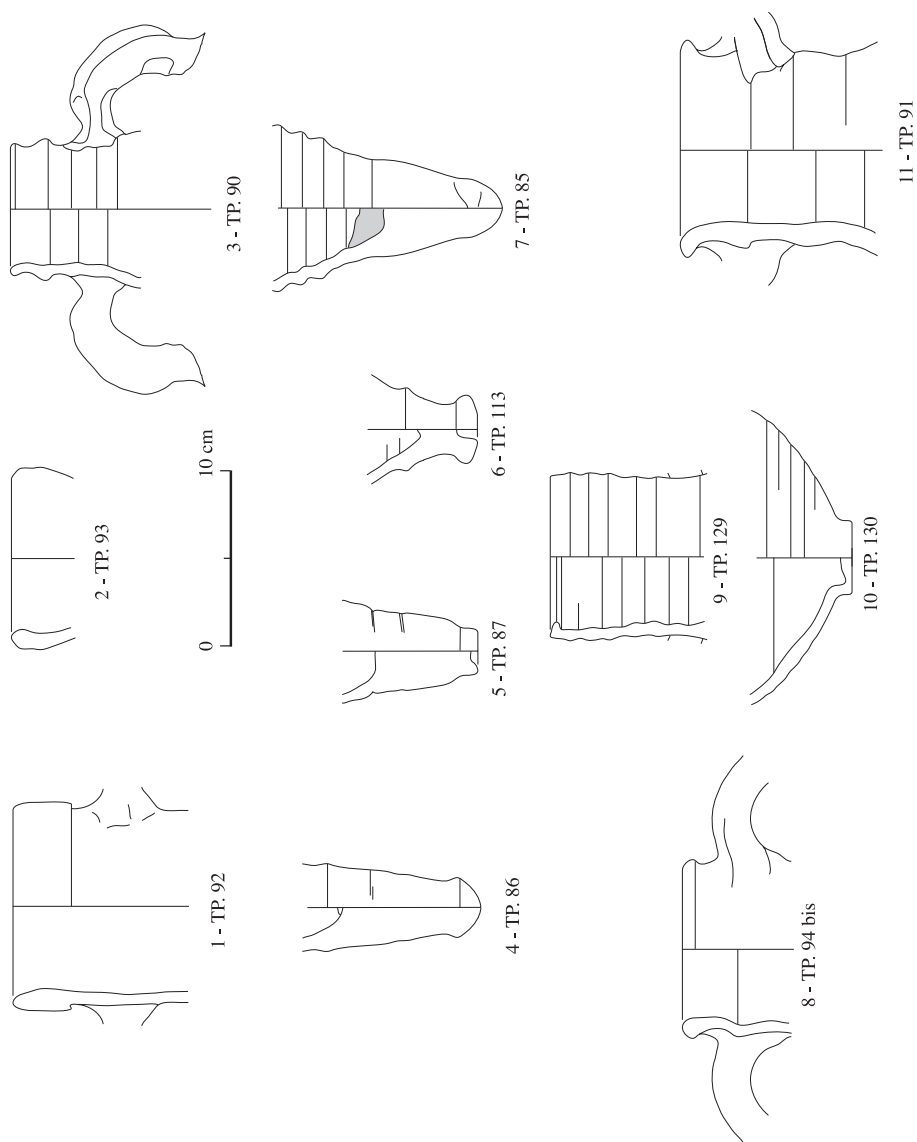 1 - TP. 92
2 - TP. 93
0
10 cm
3 - TP. 90
4 - TP. 86
5 - TP. 87
6 - TP. 113
7 - TP. 85
8 - TP. 94 bis
9 - TP. 129
10 - TP. 130
11 - TP. 91